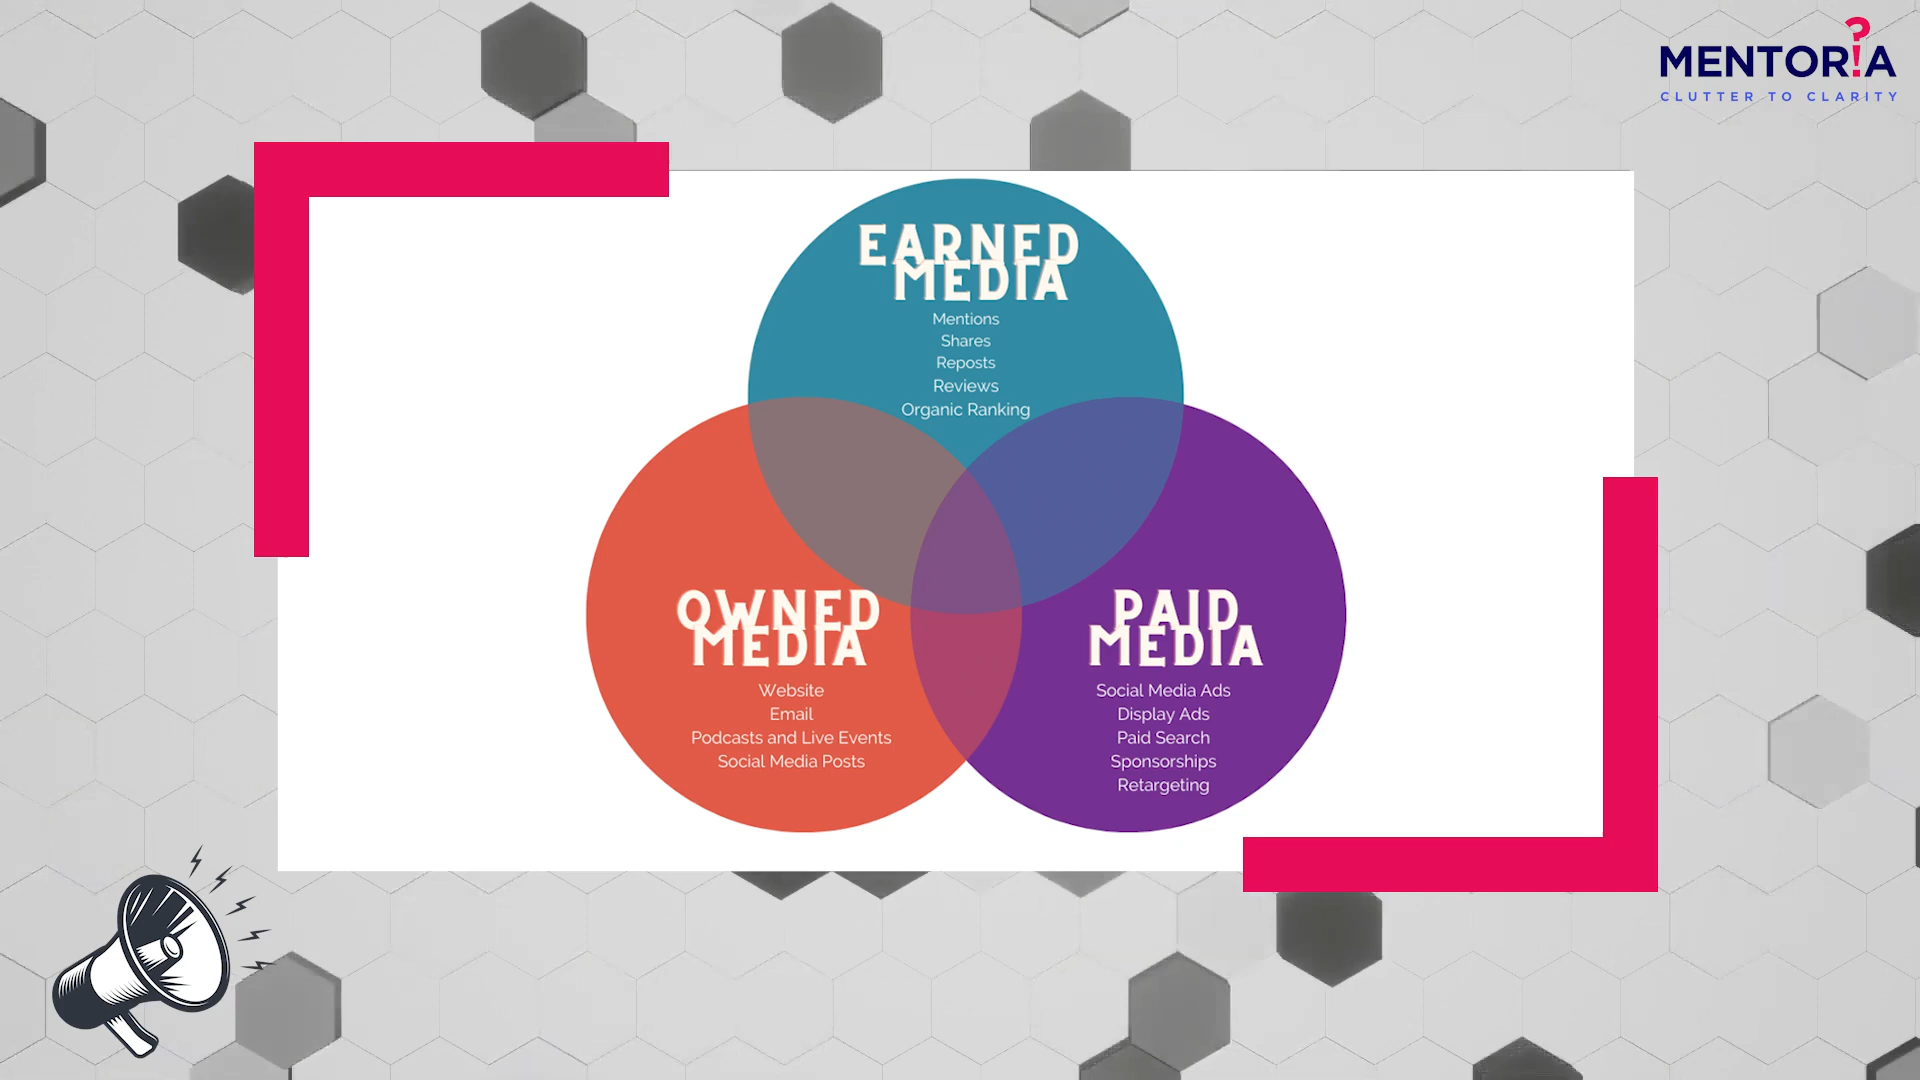 MENTOR!A
CLUTTER TO CLARITY
EARNED
MEDIA
Mentions
Shares
Reposts
Reviews
Organic Ranking
OWNED
MEDIA
Website
Email
Podcasts and Live Events
Social Media Posts
PAID
MEDIA
Social Media Ads
Display Ads
Paid Search
Sponsorships
Retargeting